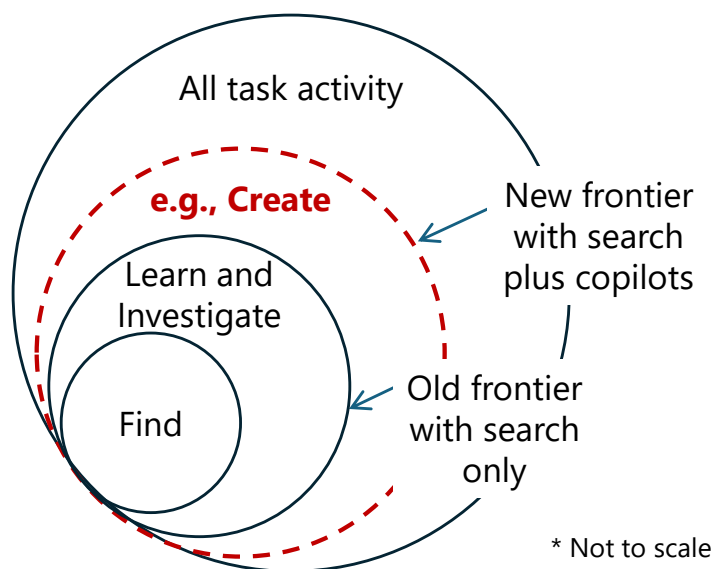 All task activity
e.g., Create
New frontier
with search
plus copilots
Learn and
Investigate
Old frontier
with search
only
Find
* Not to scale